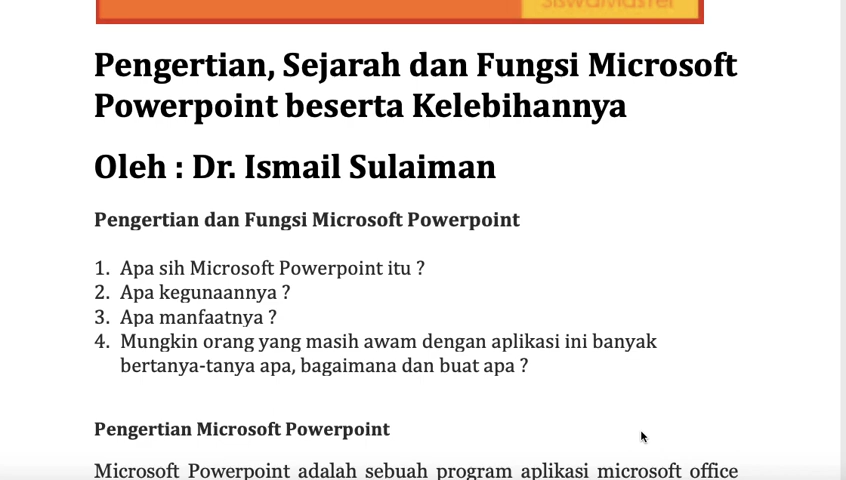 SiswaMaster
Pengertian, Sejarah dan Fungsi Microsoft
Powerpoint beserta Kelebihannya
Oleh : Dr. Ismail Sulaiman
Pengertian dan Fungsi Microsoft Powerpoint
1. Apa sih Microsoft Powerpoint itu ?
2. Apa kegunaannya ?
3. Apa manfaatnya ?
4. Mungkin orang yang masih awam dengan aplikasi ini banyak
bertanya-tanya apa, bagaimana dan buat apa ?
Pengertian Microsoft Powerpoint
Microsoft Powerpoint adalah sebuah program aplikasi microsoft office